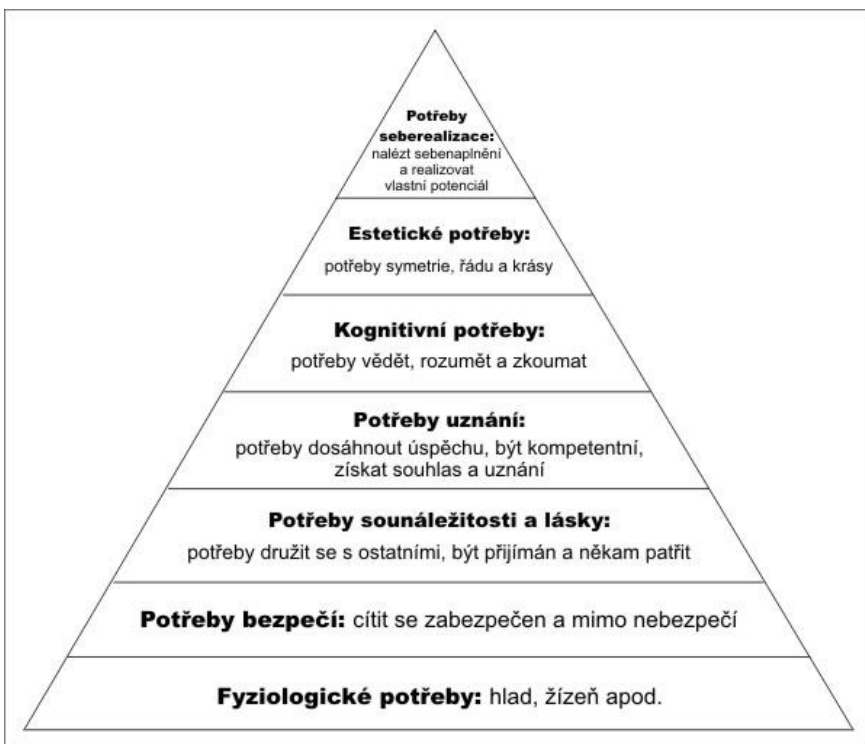 Potřeby
seberealizace:
nalézt sebenaplnění
a realizovat
vlastní potenciál
Estetické potřeby:
potřeby symetrie, řádu a krásy
Kognitivní potřeby:
potřeby vědět, rozumět a zkoumat
Potřeby uznání:
potřeby dosáhnout úspěchu, být kompetentní,
získat souhlas a uznání
Potřeby sounáležitosti a lásky:
potřeby družit se s ostatními, být přijímán a někam patřit
Potřeby bezpečí: cítit se zabezpečen a mimo nebezpečí
Fyziologické potřeby: hlad, žízeň apod.